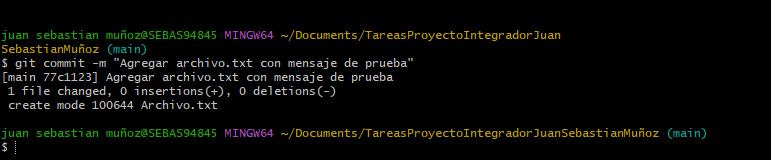 juan sebastian muñoz@SEBAS94845 MINGW64 ~/Documents/TareasProyectoIntegradorJuan
SebastianMuñoz (main)
$ git commit -m "Agregar archivo.txt con mensaje de prueba"
[main 77c1123] Agregar archivo.txt con mensaje de prueba
 1 file changed, 0 insertions(+), 0 deletions(-)
 create mode 100644 Archivo.txt
juan sebastian muñoz@SEBAS94845 MINGW64 ~/Documents/TareasProyectoIntegradorJuanSebastianMuñoz (main)
$